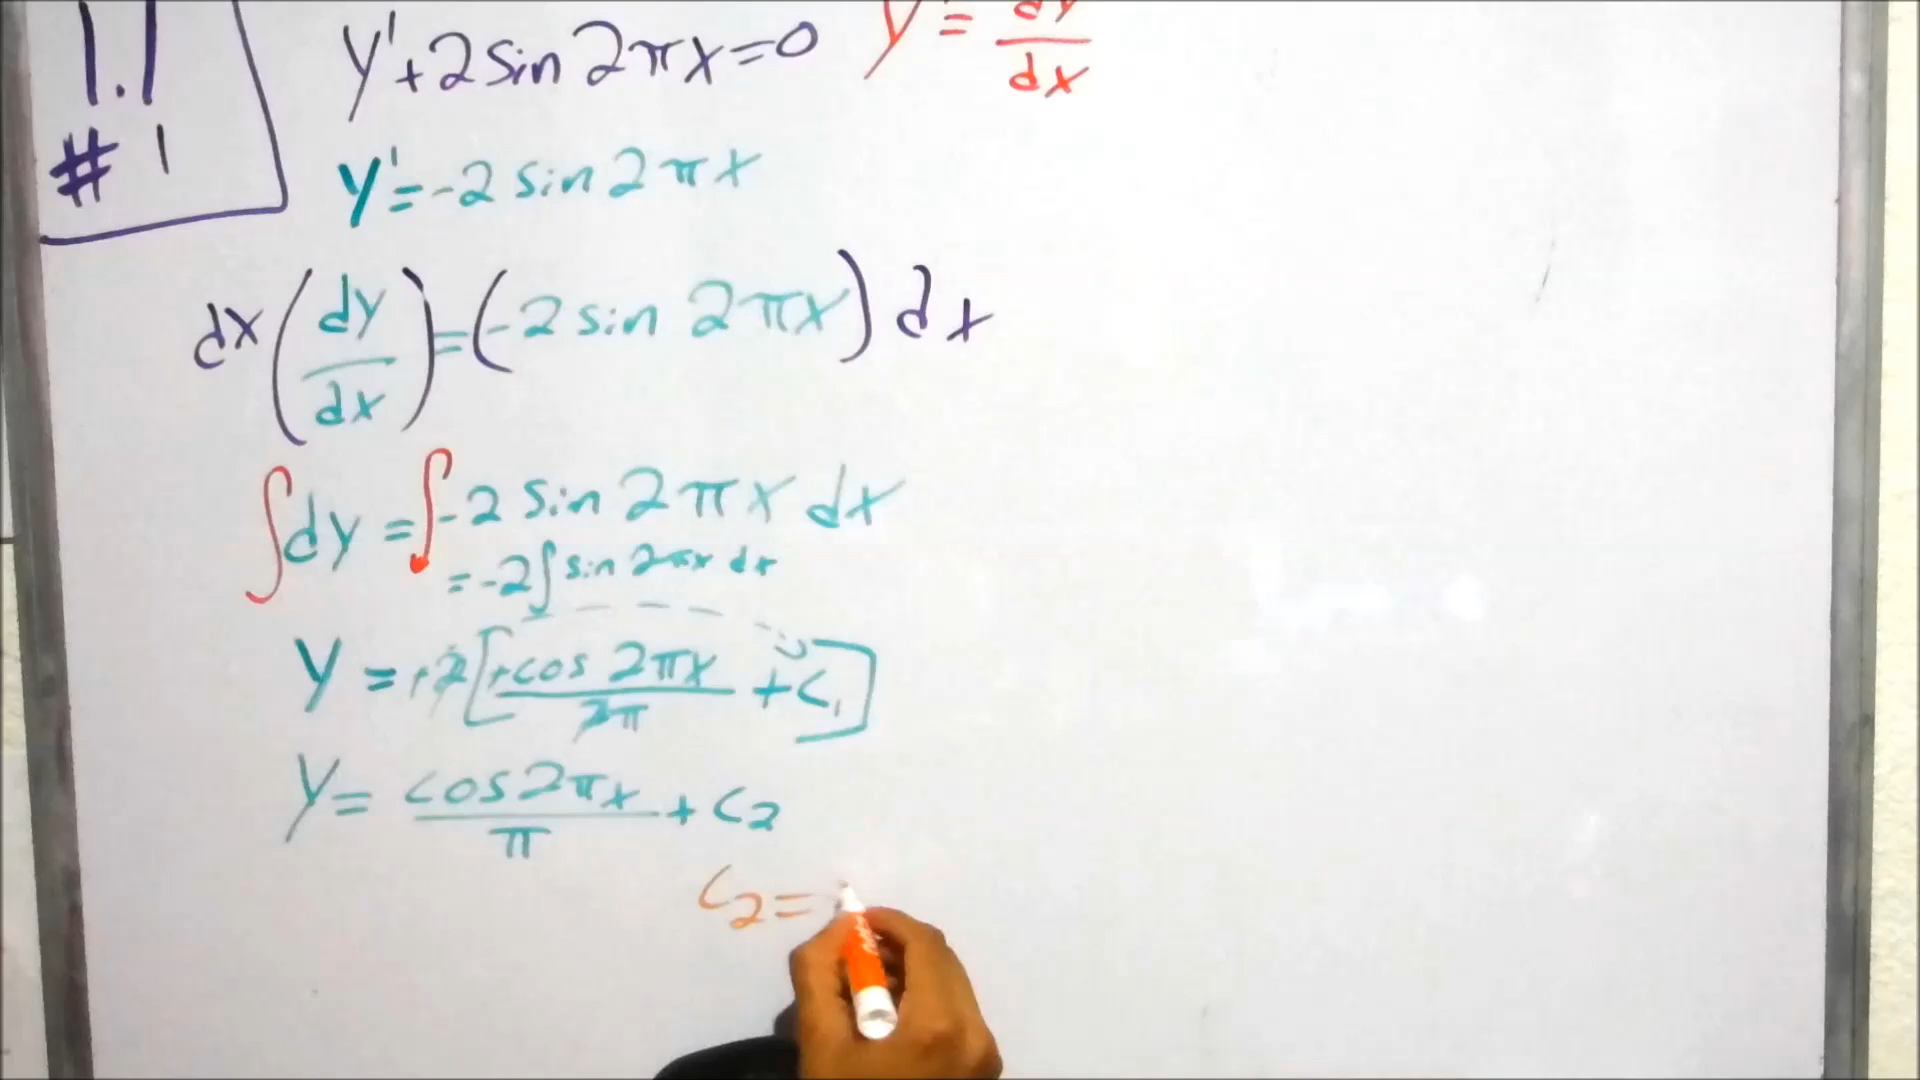 1.1
# 1
y' + 2 sin 2πx = 0
y' = dy/dx
y' = -2 sin 2πx
dx (dy/dx) = (-2 sin 2πx) dx
∫dy = ∫-2 sin 2πx dx
= -2∫sin 2πx dx
y = +2[+cos 2πx/2π + C₁]
y = cos 2πx/π + C₂
C₂ =